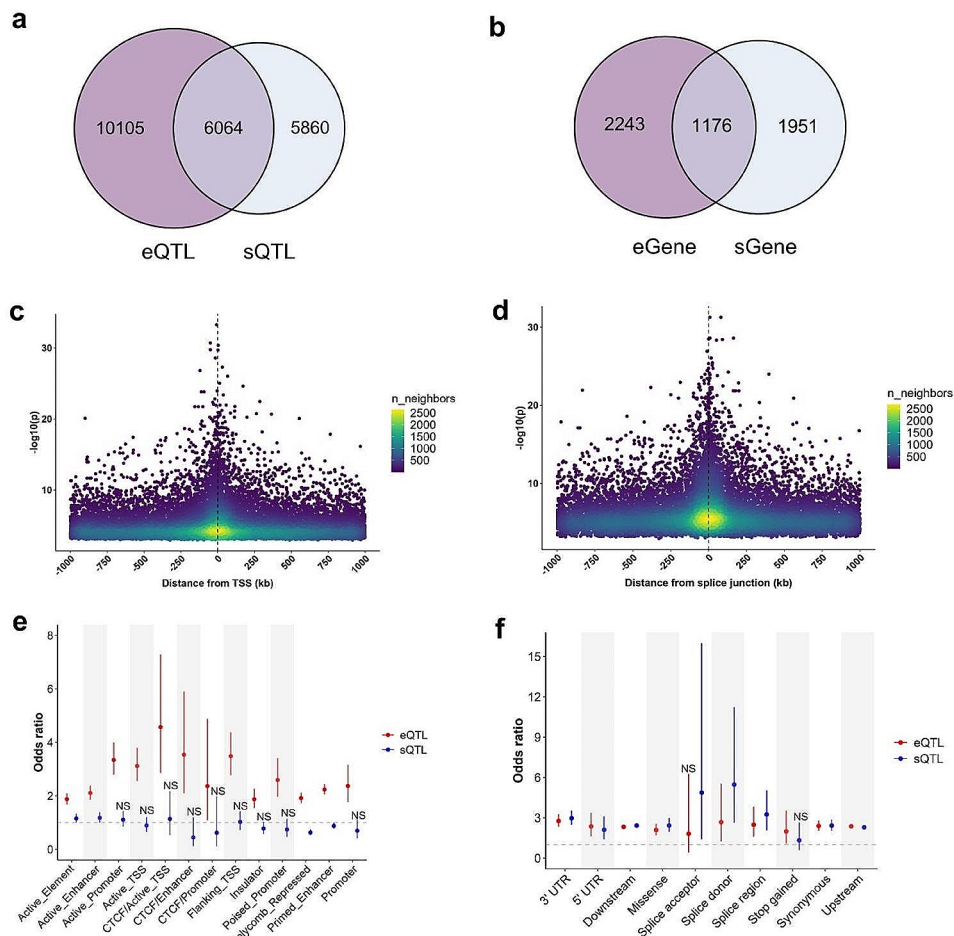 a
b
10105
6064
5860
2243
1176
1951
eQTL
sQTL
eGene
sGene
c
d
-log10(p)
30
20
10
n_neighbors
2500
2000
1500
1000
500
-1000
-750
-500
-250
0
250
500
750
1000
Distance from TSS (kb)
-log10(p)
30
20
10
n_neighbors
2500
2000
1500
1000
500
-1000
-750
-500
-250
0
250
500
750
1000
Distance from splice junction (kb)
e
Odds ratio
8
6
4
2
0
NS
NS
NS
NS
NS
NS
NS
NS
NS
eQTL
sQTL
Active_Element
Active_Enhancer
Active_Promoter
Active_TSS
CTCF/Active_TSS
CTCF/Enhancer
CTCF/Promoter
Flanking_TSS
Insulator
Poised_Promoter
olycomb_Repressed
Primed_Enhancer
Promoter
f
Odds ratio
15
12
9
6
3
0
NS
NS
eQTL
sQTL
3' UTR
5' UTR
Downstream
Missense
Splice acceptor
Splice donor
Splice region
Stop gained
Synonymous
Upstream